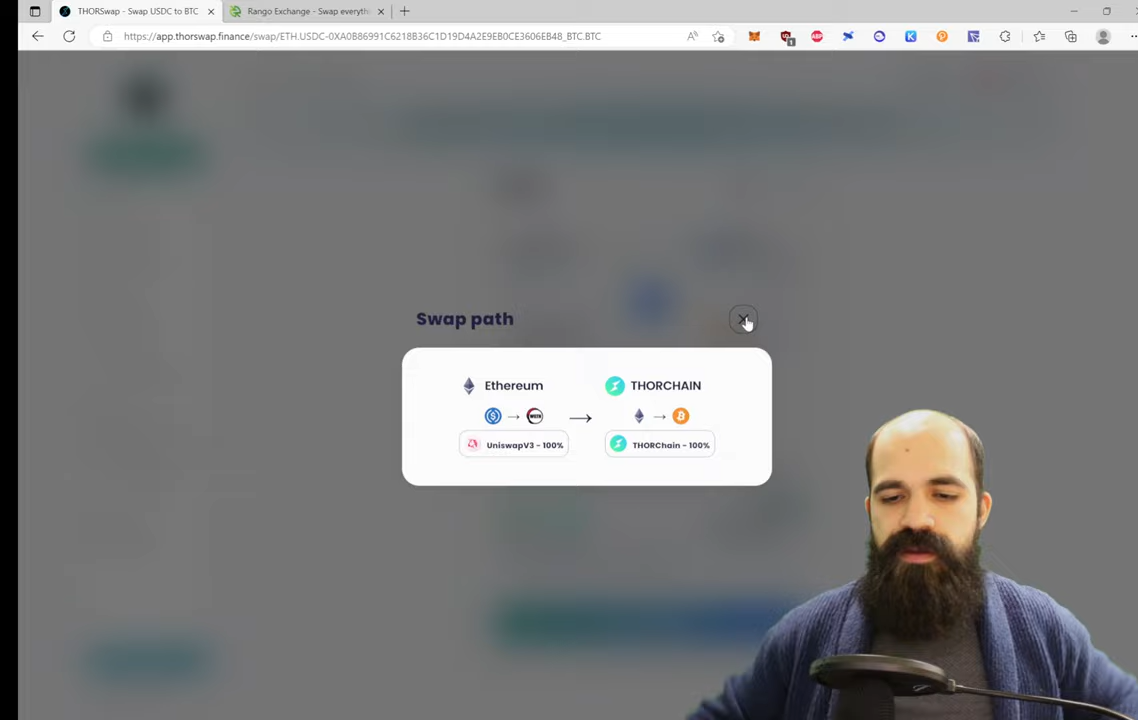 THORSwap - Swap USDC to BTC
Rango Exchange - Swap everythi
https://app.thorswap.finance/swap/ETH.USDC-0XA0B86991C6218B36C1D19D4A2E9EB0CE3606EB48_BTC.BTC
Swap path
Ethereum
THORCHAIN
UniswapV3 - 100%
THORChain - 100%